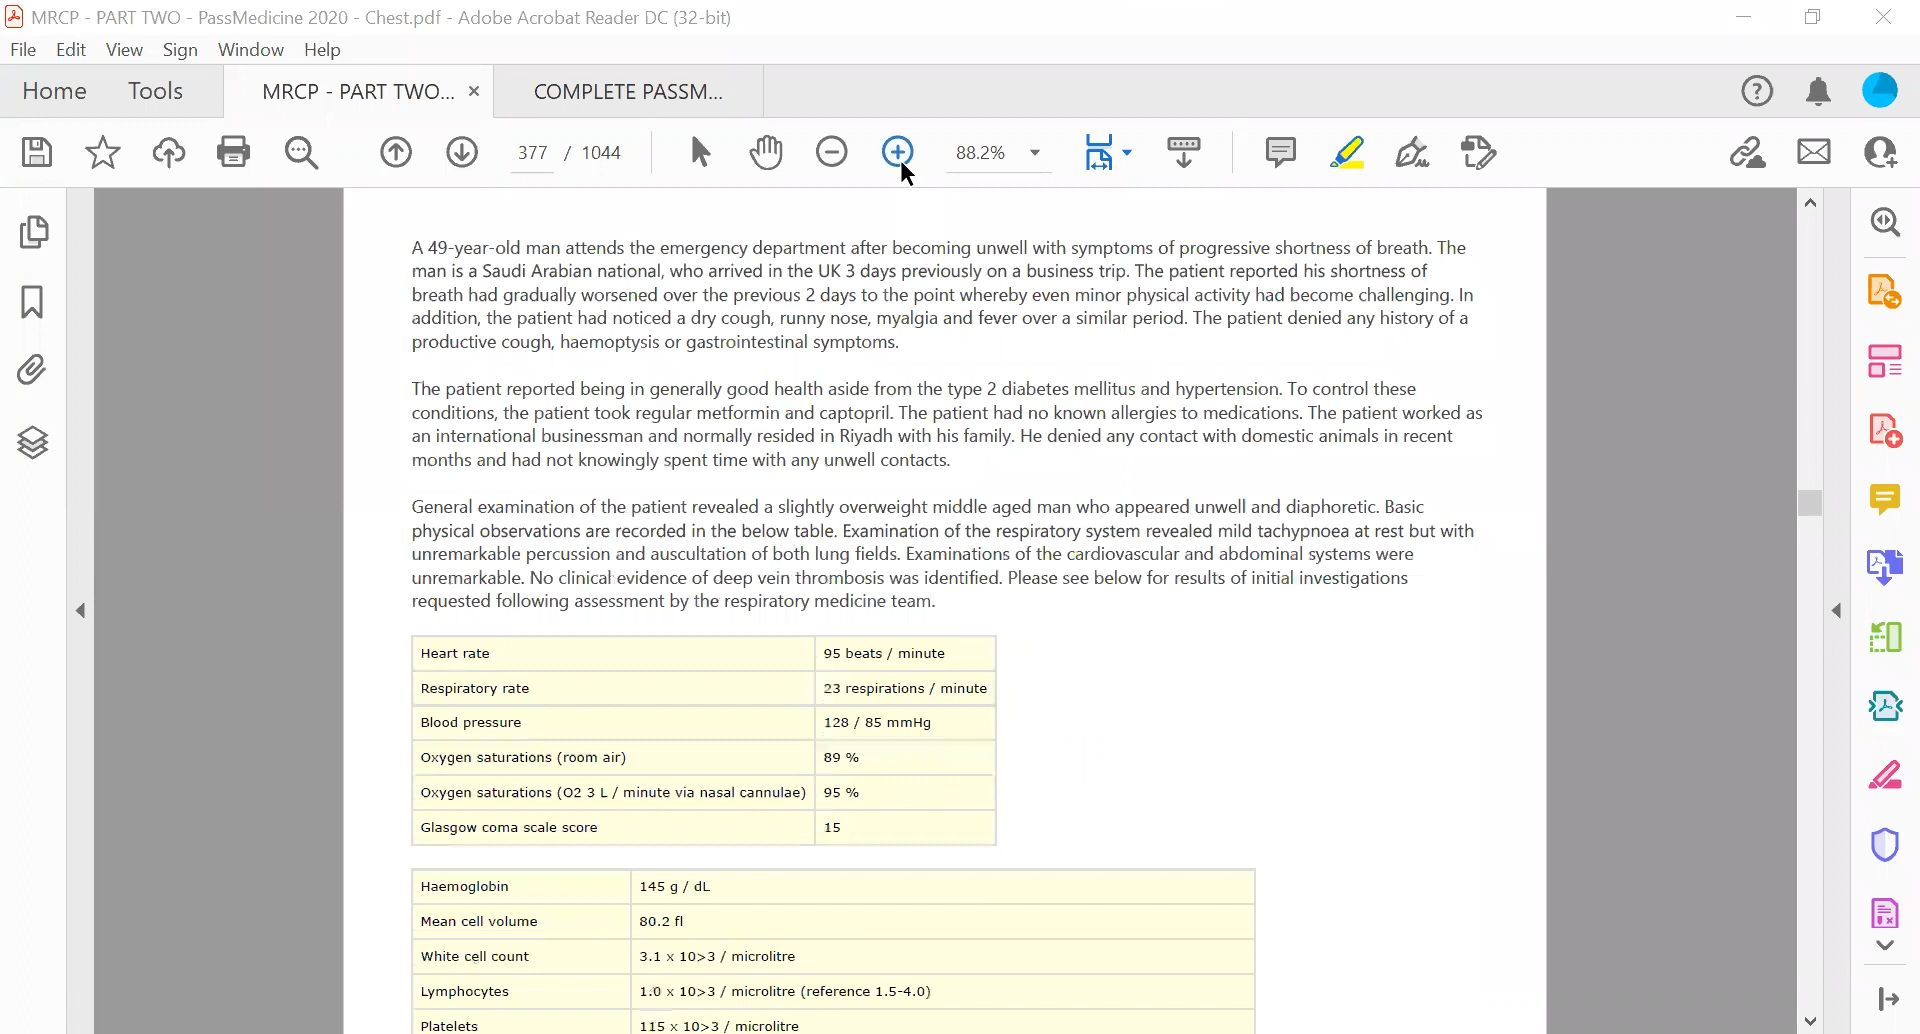 MRCP - PART TWO - PassMedicine 2020 - Chest.pdf - Adobe Acrobat Reader DC (32-bit)
File Edit View Sign Window Help
Home Tools MRCP - PART TWO... × COMPLETE PASSM...
377 / 1044 88.2%
A 49-year-old man attends the emergency department after becoming unwell with symptoms of progressive shortness of breath. The
man is a Saudi Arabian national, who arrived in the UK 3 days previously on a business trip. The patient reported his shortness of
breath had gradually worsened over the previous 2 days to the point whereby even minor physical activity had become challenging. In
addition, the patient had noticed a dry cough, runny nose, myalgia and fever over a similar period. The patient denied any history of a
productive cough, haemoptysis or gastrointestinal symptoms.
The patient reported being in generally good health aside from the type 2 diabetes mellitus and hypertension. To control these
conditions, the patient took regular metformin and captopril. The patient had no known allergies to medications. The patient worked as
an international businessman and normally resided in Riyadh with his family. He denied any contact with domestic animals in recent
months and had not knowingly spent time with any unwell contacts.
General examination of the patient revealed a slightly overweight middle aged man who appeared unwell and diaphoretic. Basic
physical observations are recorded in the below table. Examination of the respiratory system revealed mild tachypnoea at rest but with
unremarkable percussion and auscultation of both lung fields. Examinations of the cardiovascular and abdominal systems were
unremarkable. No clinical evidence of deep vein thrombosis was identified. Please see below for results of initial investigations
requested following assessment by the respiratory medicine team.
Heart rate 95 beats / minute
Respiratory rate 23 respirations / minute
Blood pressure 128 / 85 mmHg
Oxygen saturations (room air) 89 %
Oxygen saturations (O2 3 L / minute via nasal cannulae) 95 %
Glasgow coma scale score 15
Haemoglobin 145 g / dL
Mean cell volume 80.2 fl
White cell count 3.1 x 10>3 / microlitre
Lymphocytes 1.0 x 10>3 / microlitre (reference 1.5-4.0)
Platelets 115 x 10>3 / microlitre